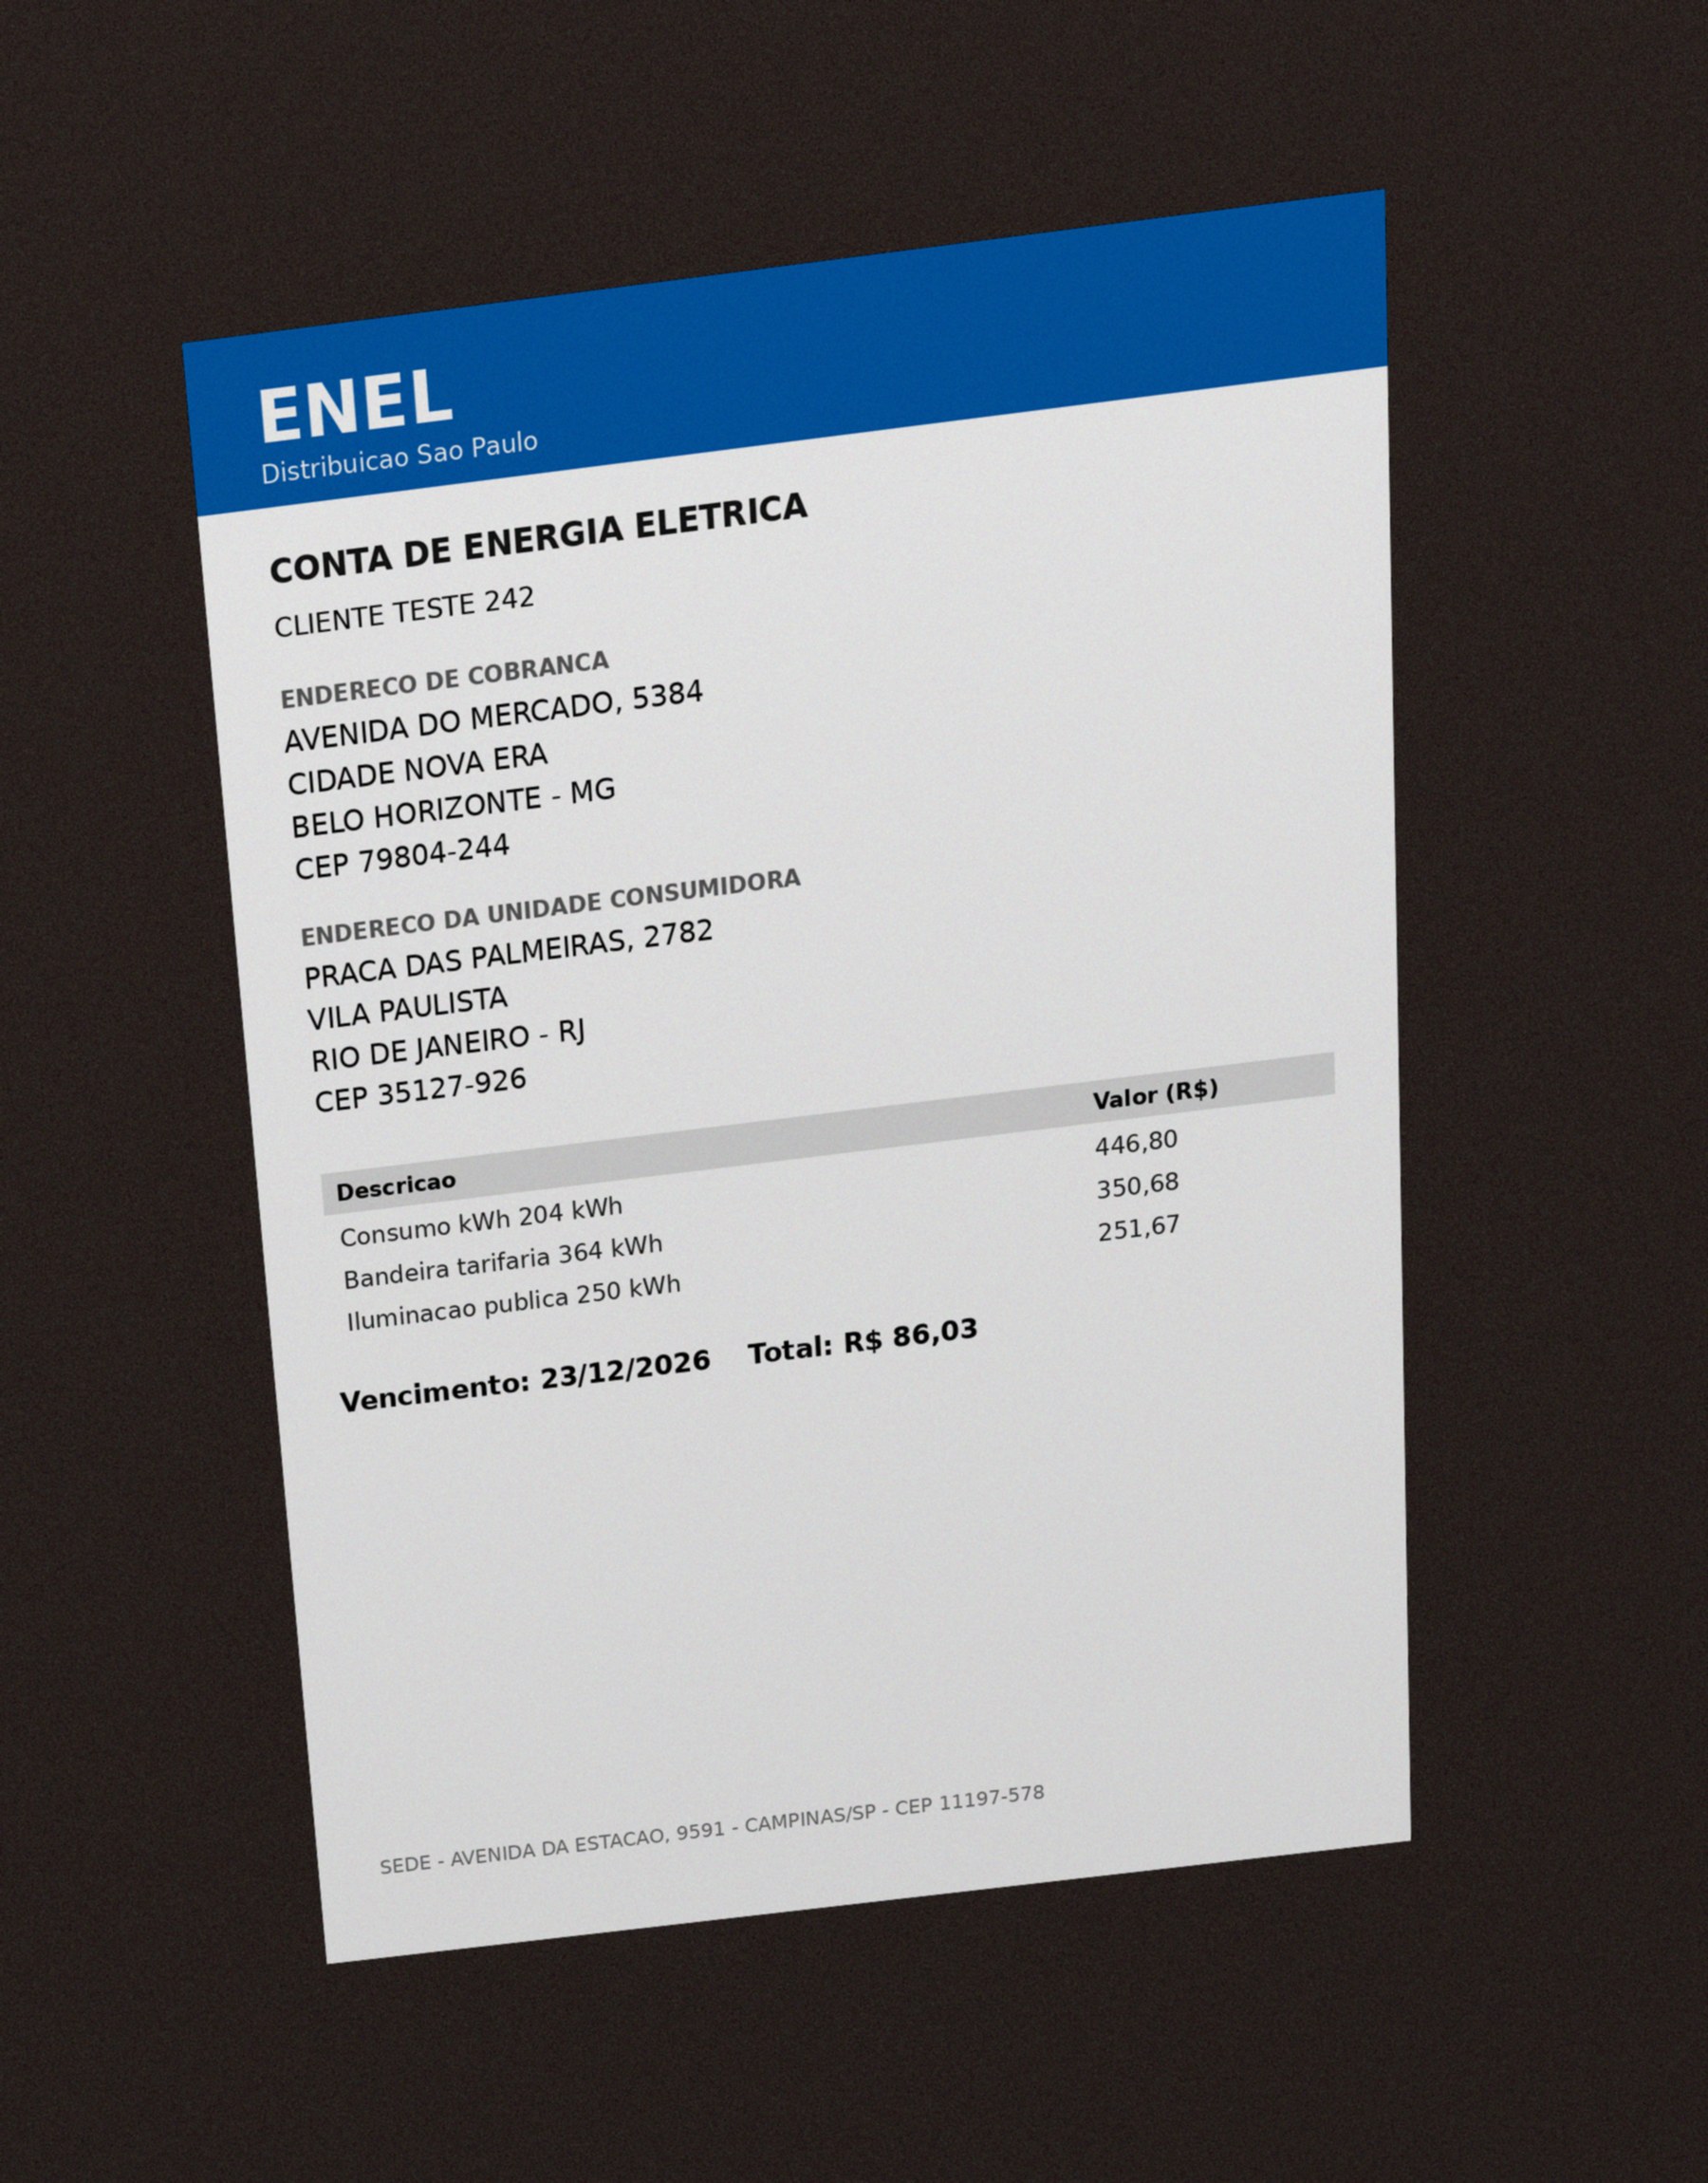 ENEL
Distribuicao Sao Paulo
CONTA DE ENERGIA ELETRICA
CLIENTE TESTE 242
ENDERECO DE COBRANCA
AVENIDA DO MERCADO, 5384
CIDADE NOVA ERA
BELO HORIZONTE - MG
CEP 79804-244
ENDERECO DA UNIDADE CONSUMIDORA
PRACA DAS PALMEIRAS, 2782
VILA PAULISTA
RIO DE JANEIRO - RJ
CEP 35127-926
Descricao Valor (R$)
Consumo kWh 204 kWh 446,80
Bandeira tarifaria 364 kWh 350,68
Iluminacao publica 250 kWh 251,67
Vencimento: 23/12/2026 Total: R$ 86,03
SEDE - AVENIDA DA ESTACAO, 9591 - CAMPINAS/SP - CEP 11197-578